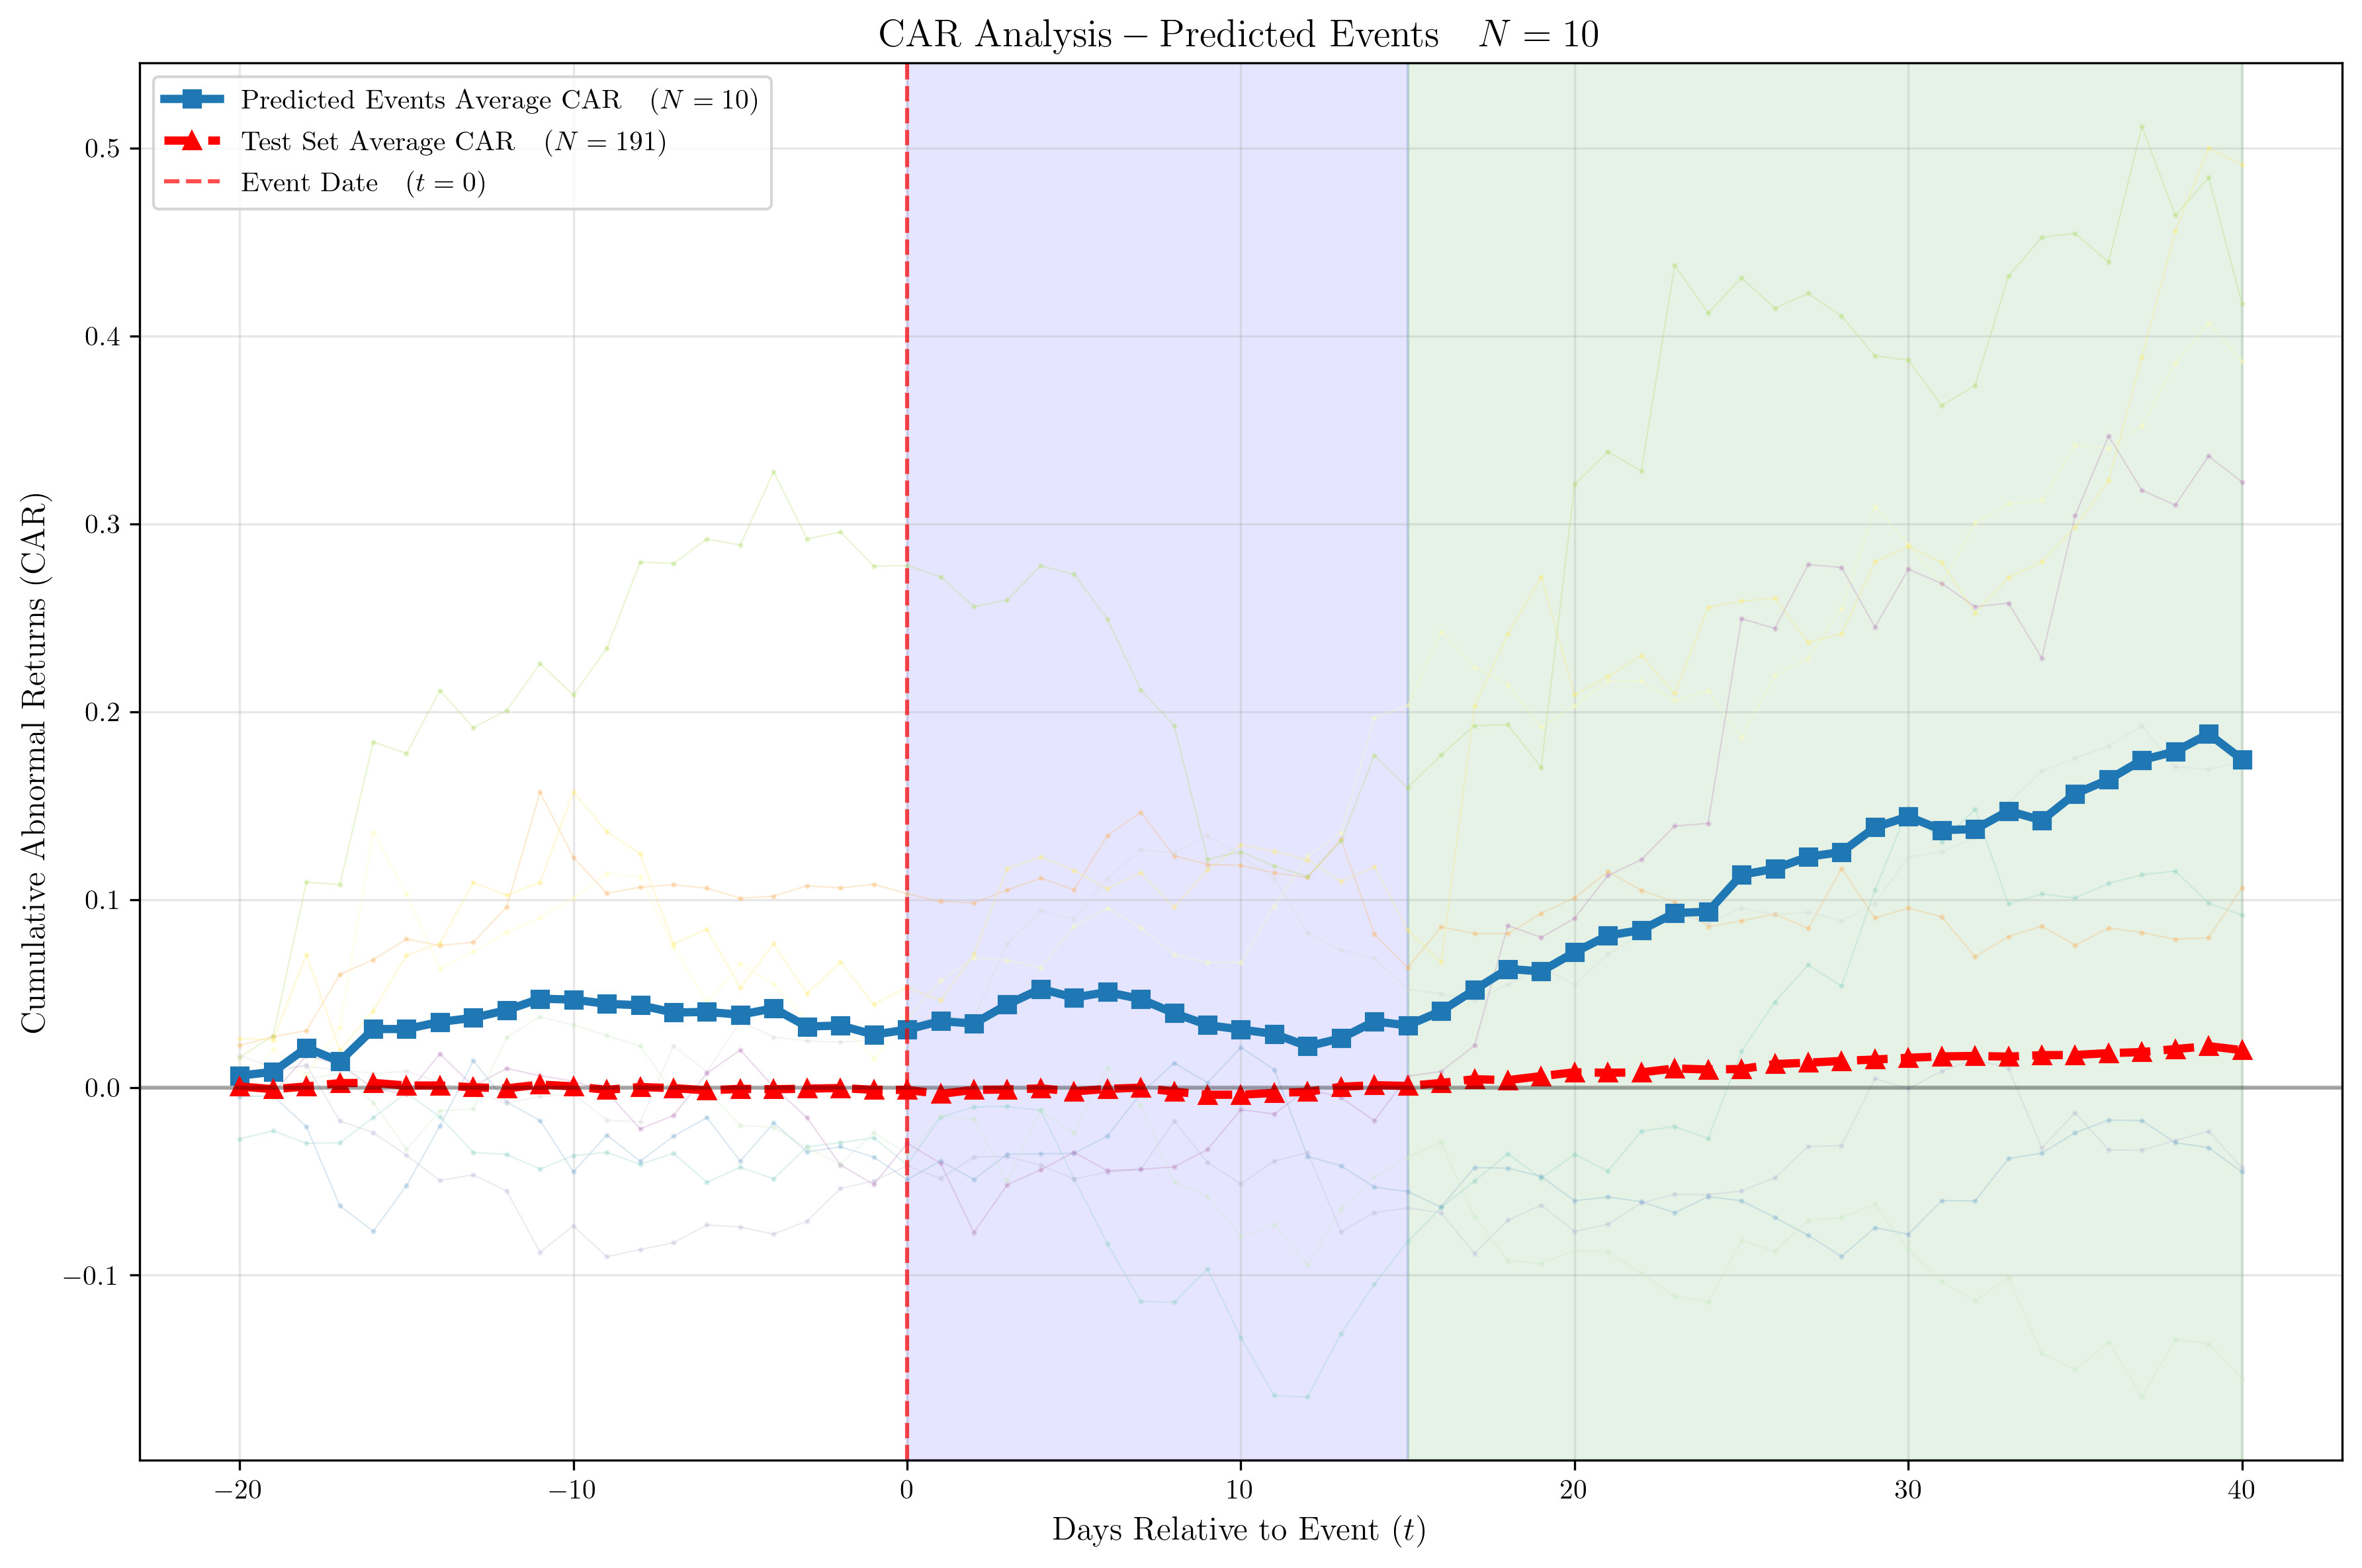 CAR Analysis – Predicted Events N = 10
Predicted Events Average CAR (N = 10)
Test Set Average CAR (N = 191)
Event Date (t = 0)
Cumulative Abnormal Returns (CAR)
0.5
0.4
0.3
0.2
0.1
0.0
−0.1
−20
−10
0
10
20
30
40
Days Relative to Event (t)